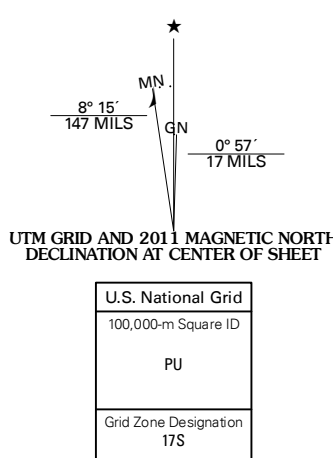 ★
MN
8° 15´
147 MILS
GN
0° 57´
17 MILS
UTM GRID AND 2011 MAGNETIC NORTH
DECLINATION AT CENTER OF SHEET
U.S. National Grid
100,000-m Square ID
PU
Grid Zone Designation
17S